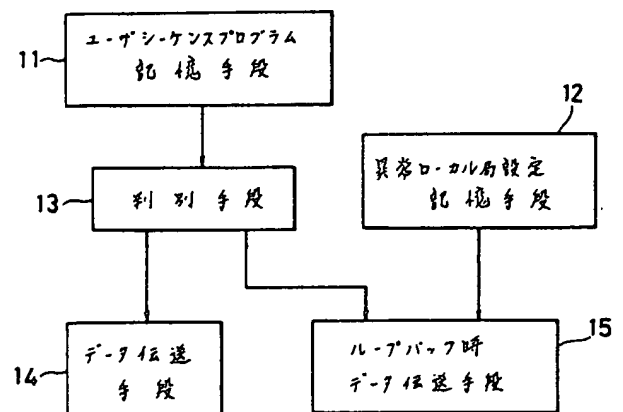 ユーザシーケンスプログラム
記憶手段
11
12
異常ローカル局設定
記憶手段
13
判別手段
14
データ伝送
手段
ループバック時
データ伝送手段
15